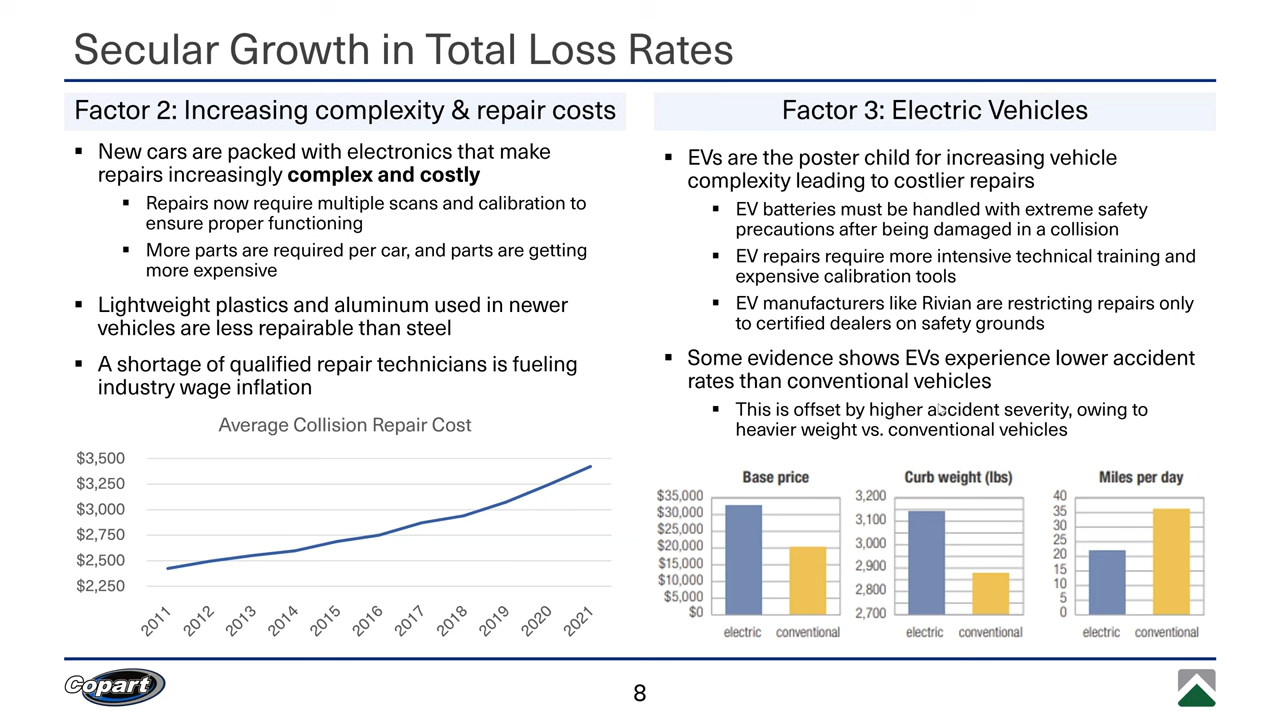 Secular Growth in Total Loss Rates
Factor 2: Increasing complexity & repair costs
▪ New cars are packed with electronics that make
repairs increasingly complex and costly
▪ Repairs now require multiple scans and calibration to
ensure proper functioning
▪ More parts are required per car, and parts are getting
more expensive
▪ Lightweight plastics and aluminum used in newer
vehicles are less repairable than steel
▪ A shortage of qualified repair technicians is fueling
industry wage inflation
Average Collision Repair Cost
$3,500
$3,250
$3,000
$2,750
$2,500
$2,250
2011 2012 2013 2014 2015 2016 2017 2018 2019 2020 2021
Factor 3: Electric Vehicles
▪ EVs are the poster child for increasing vehicle
complexity leading to costlier repairs
▪ EV batteries must be handled with extreme safety
precautions after being damaged in a collision
▪ EV repairs require more intensive technical training and
expensive calibration tools
▪ EV manufacturers like Rivian are restricting repairs only
to certified dealers on safety grounds
▪ Some evidence shows EVs experience lower accident
rates than conventional vehicles
▪ This is offset by higher accident severity, owing to
heavier weight vs. conventional vehicles
Base price
$35,000
$30,000
$25,000
$20,000
$15,000
$10,000
$5,000
$0
electric conventional
Curb weight (lbs)
3,200
3,100
3,000
2,900
2,800
2,700
electric conventional
Miles per day
40
35
30
25
20
15
10
5
0
electric conventional
Copart
8